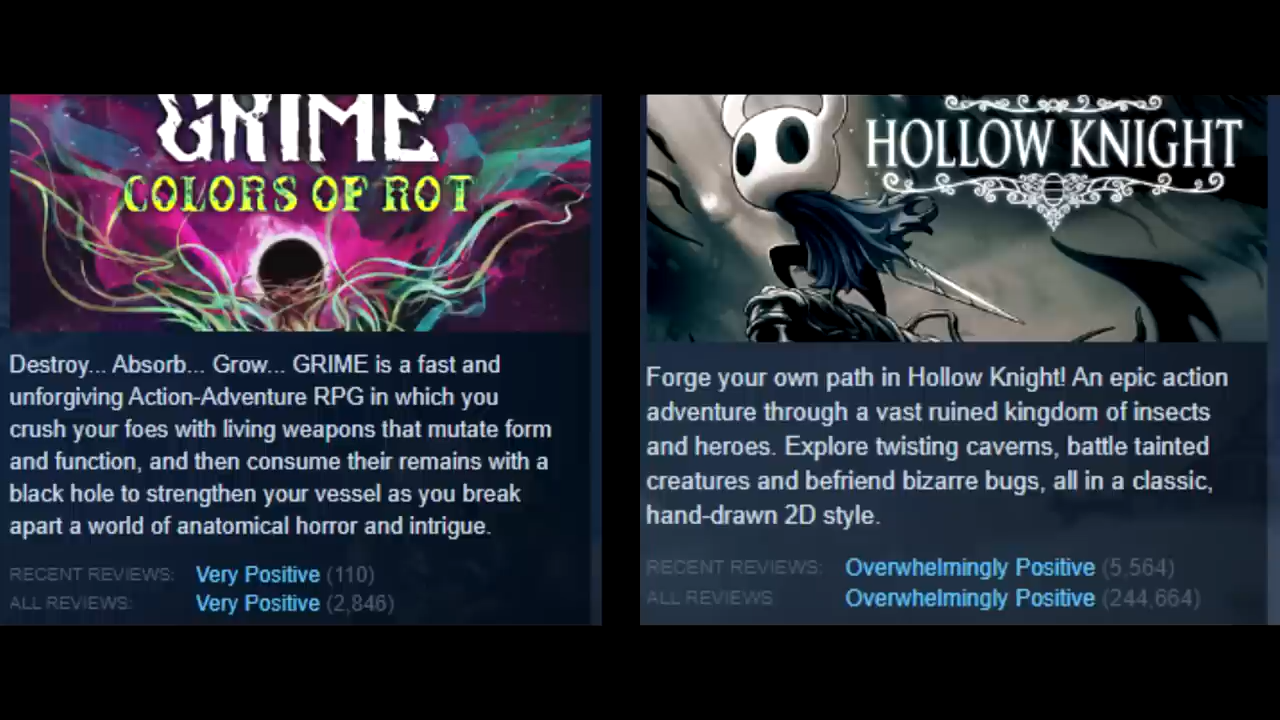 GRIME
COLORS OF ROT
Destroy... Absorb... Grow... GRIME is a fast and
unforgiving Action-Adventure RPG in which you
crush your foes with living weapons that mutate form
and function, and then consume their remains with a
black hole to strengthen your vessel as you break
apart a world of anatomical horror and intrigue.
RECENT REVIEWS: Very Positive (110)
ALL REVIEWS: Very Positive (2,846)
HOLLOW KNIGHT
Forge your own path in Hollow Knight! An epic action
adventure through a vast ruined kingdom of insects
and heroes. Explore twisting caverns, battle tainted
creatures and befriend bizarre bugs, all in a classic,
hand-drawn 2D style.
RECENT REVIEWS: Overwhelmingly Positive (5,564)
ALL REVIEWS Overwhelmingly Positive (244,664)